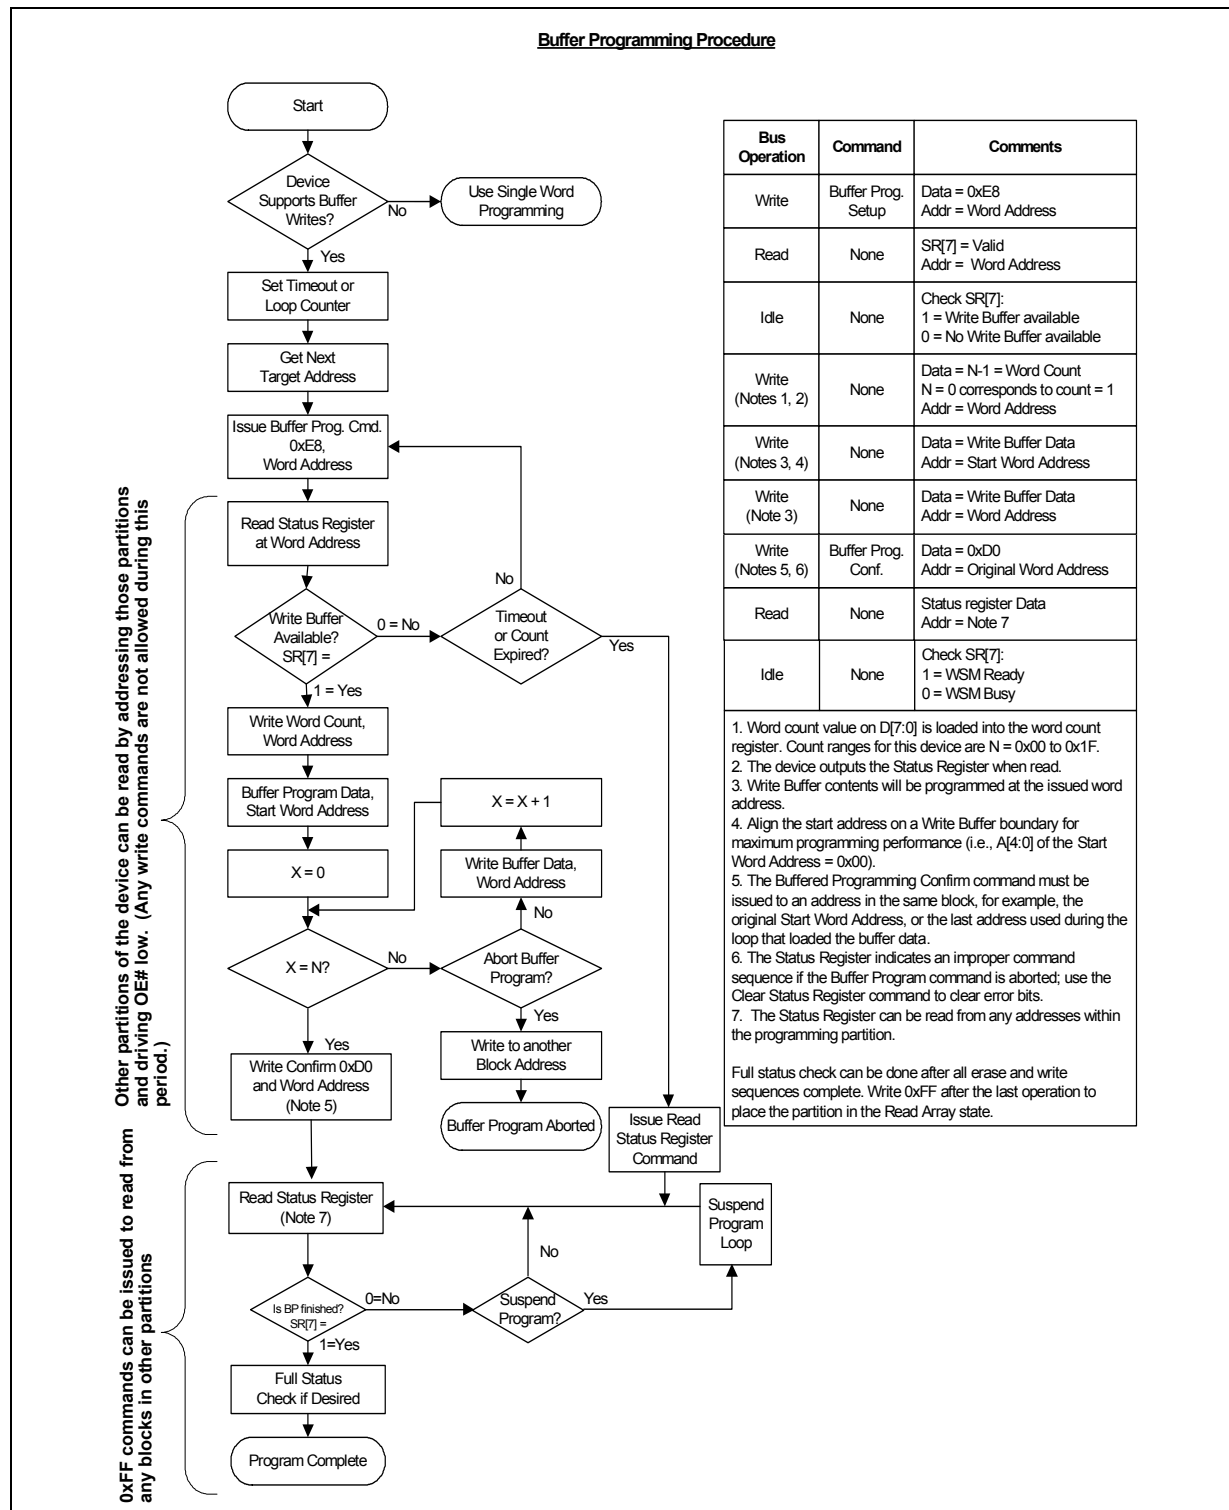 Buffer Programming Procedure
Start
Device
Supports Buffer
Writes?
No
Use Single Word
Programming
Yes
Set Timeout or
Loop Counter
Get Next
Target Address
Issue Buffer Prog. Cmd.
0xE8,
Word Address
Read Status Register
at Word Address
No
Write Buffer
Available?
SR[7] =
0 = No
Timeout
or Count
Expired?
Yes
1 = Yes
Write Word Count,
Word Address
Buffer Program Data,
Start Word Address
X = X + 1
X = 0
Write Buffer Data,
Word Address
No
X = N?
No
Abort Buffer
Program?
Yes
Yes
Write Confirm 0xD0
and Word Address
(Note 5)
Write to another
Block Address
Buffer Program Aborted
Issue Read
Status Register
Command
Read Status Register
(Note 7)
Suspend
Program
Loop
No
Is BP finished?
SR[7] =
0=No
Suspend
Program?
Yes
1=Yes
Full Status
Check if Desired
Program Complete
Other partitions of the device can be read by addressing those partitions
and driving OE# low. (Any write commands are not allowed during this
period.)
0xFF commands can be issued to read from
any blocks in other partitions
Bus
Operation
Command
Comments
Write
Buffer Prog.
Setup
Data = 0xE8
Addr = Word Address
Read
None
SR[7] = Valid
Addr = Word Address
Idle
None
Check SR[7]:
1 = Write Buffer available
0 = No Write Buffer available
Write
(Notes 1, 2)
None
Data = N-1 = Word Count
N = 0 corresponds to count = 1
Addr = Word Address
Write
(Notes 3, 4)
None
Data = Write Buffer Data
Addr = Start Word Address
Write
(Note 3)
None
Data = Write Buffer Data
Addr = Word Address
Write
(Notes 5, 6)
Buffer Prog.
Conf.
Data = 0xD0
Addr = Original Word Address
Read
None
Status register Data
Addr = Note 7
Idle
None
Check SR[7]:
1 = WSM Ready
0 = WSM Busy
1. Word count value on D[7:0] is loaded into the word count
register. Count ranges for this device are N = 0x00 to 0x1F.
2. The device outputs the Status Register when read.
3. Write Buffer contents will be programmed at the issued word
address.
4. Align the start address on a Write Buffer boundary for
maximum programming performance (i.e., A[4:0] of the Start
Word Address = 0x00).
5. The Buffered Programming Confirm command must be
issued to an address in the same block, for example, the
original Start Word Address, or the last address used during the
loop that loaded the buffer data.
6. The Status Register indicates an improper command
sequence if the Buffer Program command is aborted; use the
Clear Status Register command to clear error bits.
7. The Status Register can be read from any addresses within
the programming partition.
Full status check can be done after all erase and write
sequences complete. Write 0xFF after the last operation to
place the partition in the Read Array state.